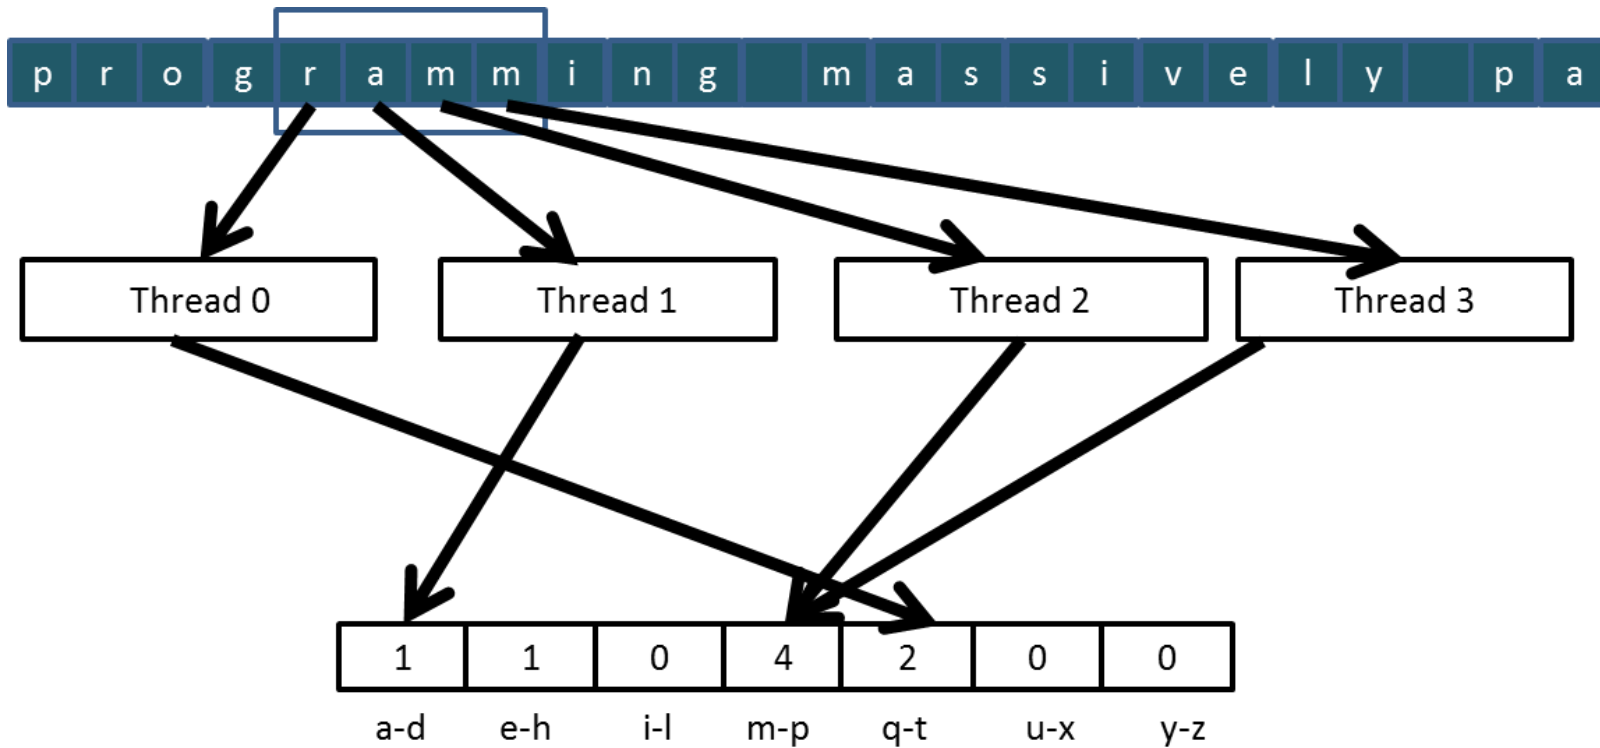 p r o g r a m m i n g m a s s i v e l y p a
Thread 0 Thread 1 Thread 2 Thread 3
1 1 0 4 2 0 0
a-d e-h i-l m-p q-t u-x y-z